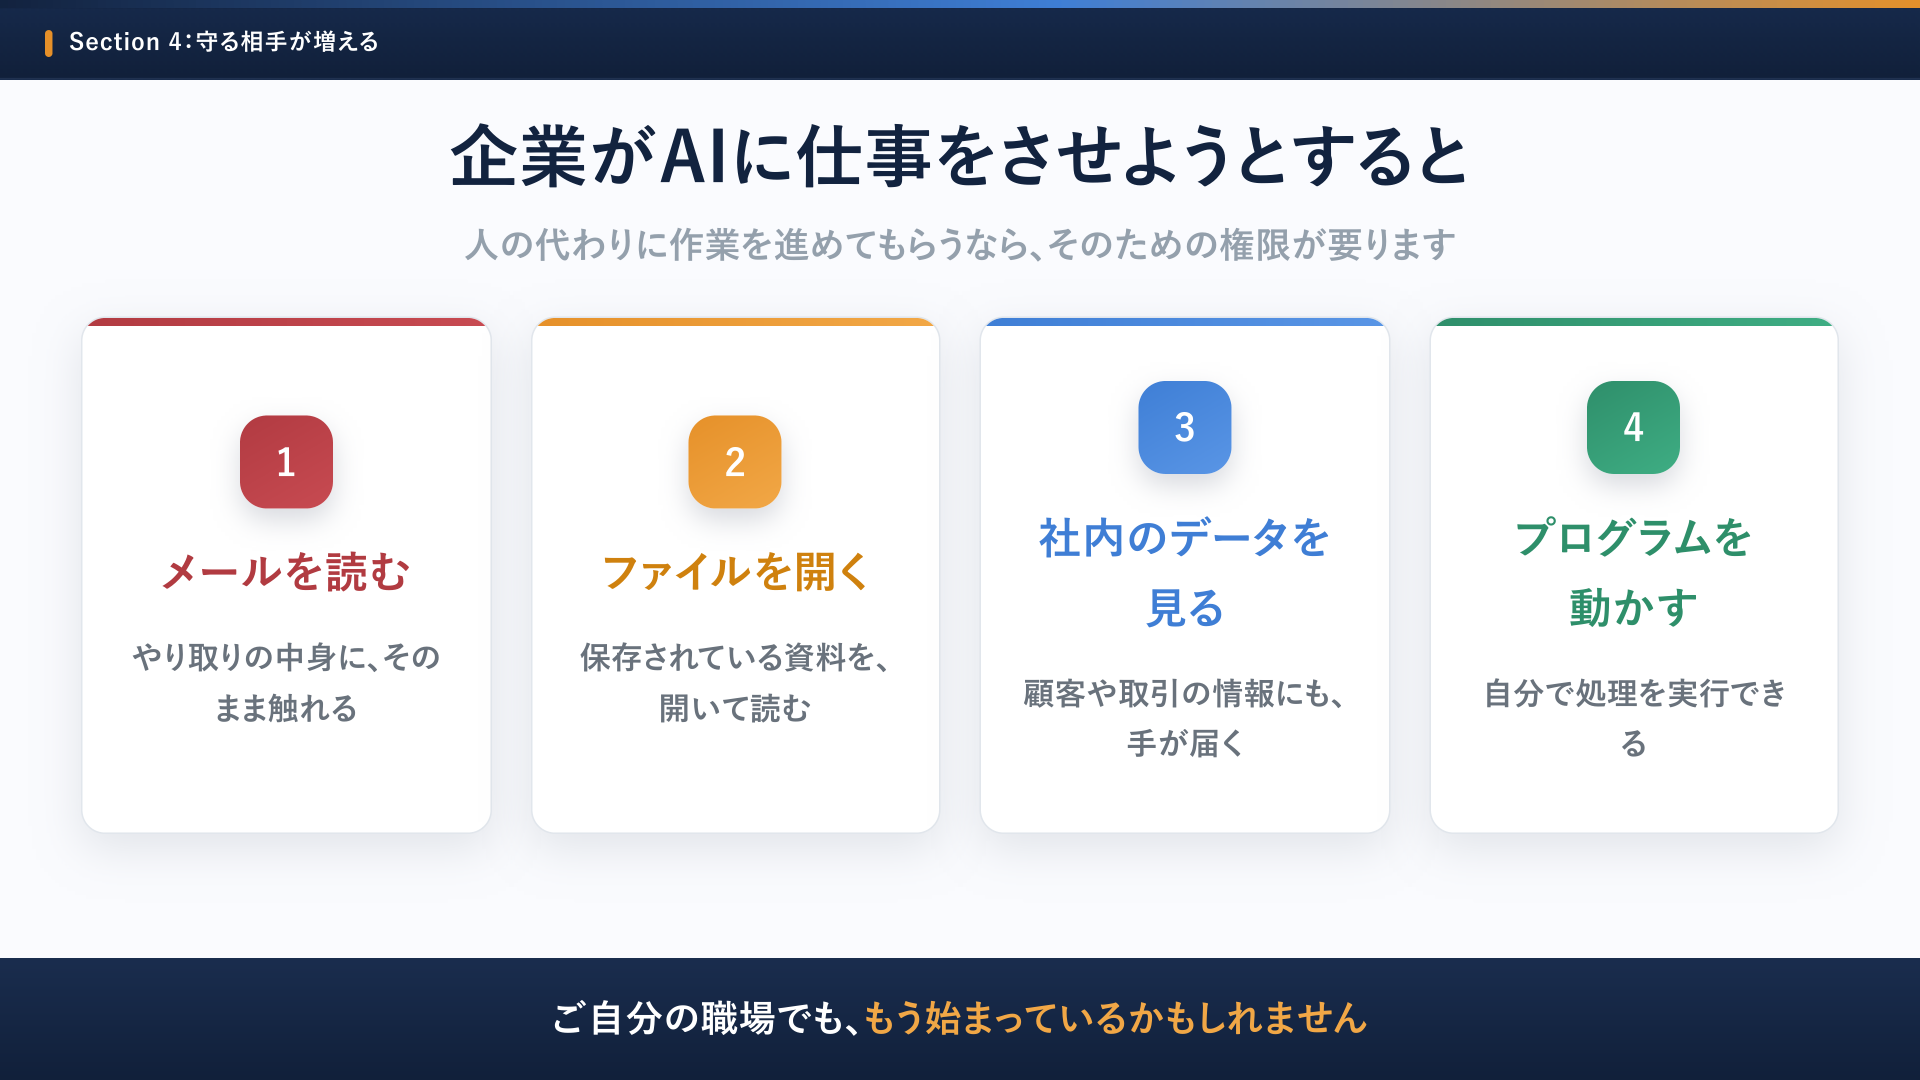 Section 4：守る相手が増える
企業がAIに仕事をさせようとすると
人の代わりに作業を進めてもらうなら、そのための権限が要ります
1
メールを読む
やり取りの中身に、その
まま触れる
2
ファイルを開く
保存されている資料を、
開いて読む
3
社内のデータを
見る
顧客や取引の情報にも、
手が届く
4
プログラムを
動かす
自分で処理を実行でき
る
ご自分の職場でも、もう始まっているかもしれません